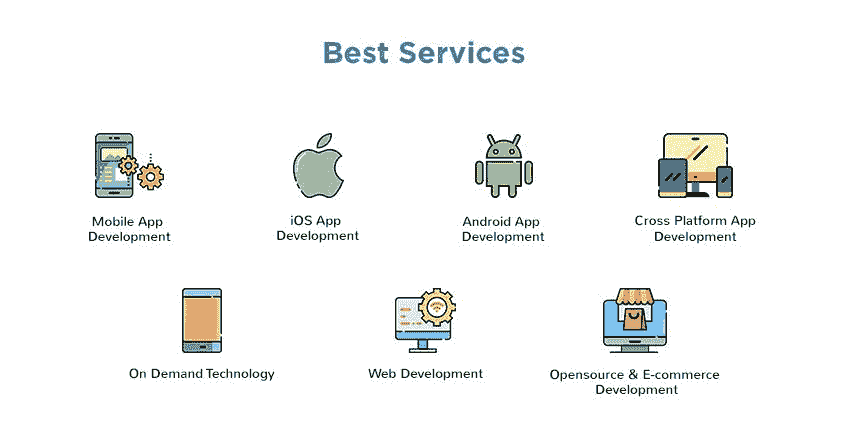 Best Services
Mobile App
Development
iOS App
Development
Android App
Development
Cross Platform App
Development
On Demand Technology
Web Development
Opensource & E-commerce
Development